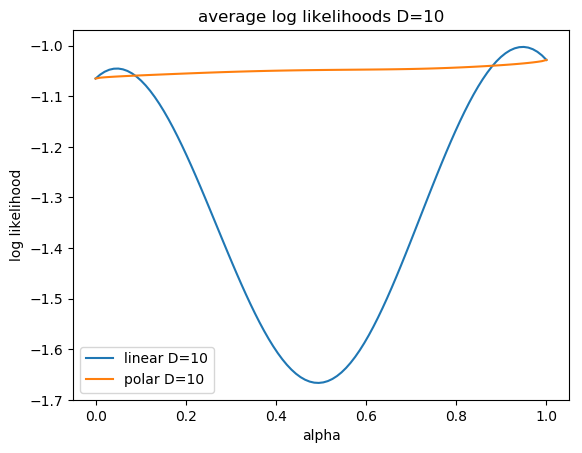 average log likelihoods D=10
log likelihood
−1.0
−1.1
−1.2
−1.3
−1.4
−1.5
−1.6
−1.7
linear D=10
polar D=10
0.0 0.2 0.4 0.6 0.8 1.0
alpha